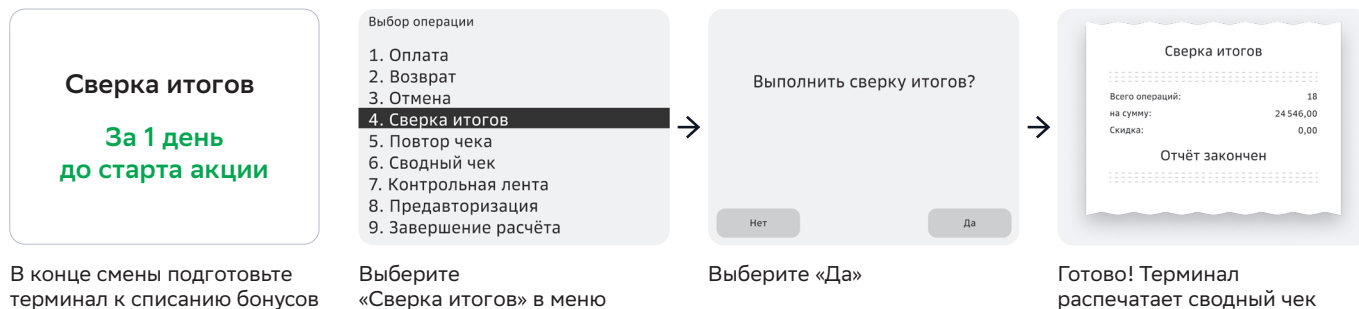 Сверка итогов
За 1 день
до старта акции
В конце смены подготовьте
терминал к списанию бонусов
Выбор операции
1. Оплата
2. Возврат
3. Отмена
4. Сверка итогов
5. Повтор чека
6. Сводный чек
7. Контрольная лента
8. Предавторизация
9. Завершение расчёта
Выберите
«Сверка итогов» в меню
Выполнить сверку итогов?
Нет
Да
Выберите «Да»
Сверка итогов
Всего операций: 18
на сумму: 24 546,00
Скидка: 0,00
Отчёт закончен
Готово! Терминал
распечатает сводный чек